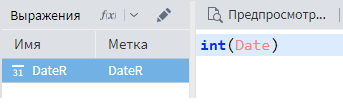 Выражения f(x)
Имя Метка
31 DateR DateR
Предпросмотр...
int(Date)